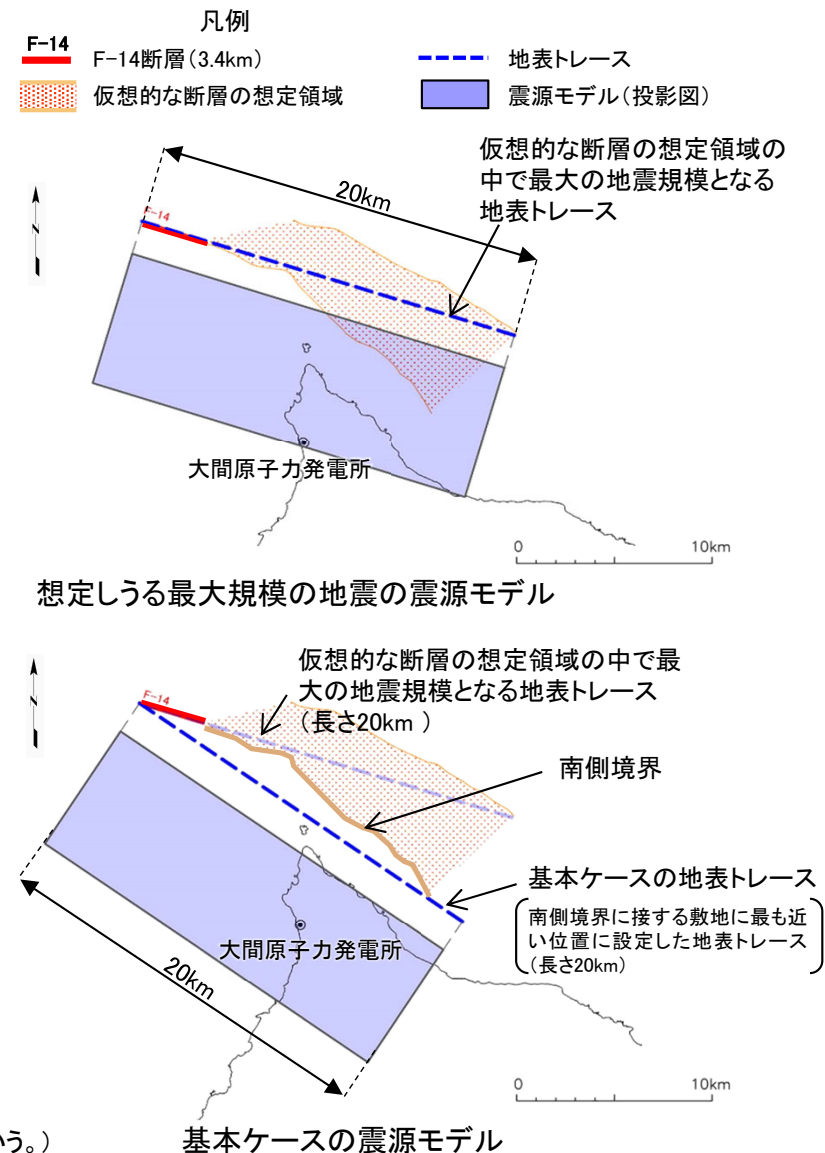 凡例
F-14
F-14断層(3.4km)
地表トレース
仮想的な断層の想定領域
震源モデル(投影図)
仮想的な断層の想定領域の
中で最大の地震規模となる
地表トレース
20km
N
F-14
大間原子力発電所
0
10km
想定しうる最大規模の地震の震源モデル
仮想的な断層の想定領域の中で最
大の地震規模となる地表トレース
(長さ20km )
N
F-14
南側境界
基本ケースの地表トレース
南側境界に接する敷地に最も近
い位置に設定した地表トレース
(長さ20km)
大間原子力発電所
20km
0
10km
いう。)
基本ケースの震源モデル